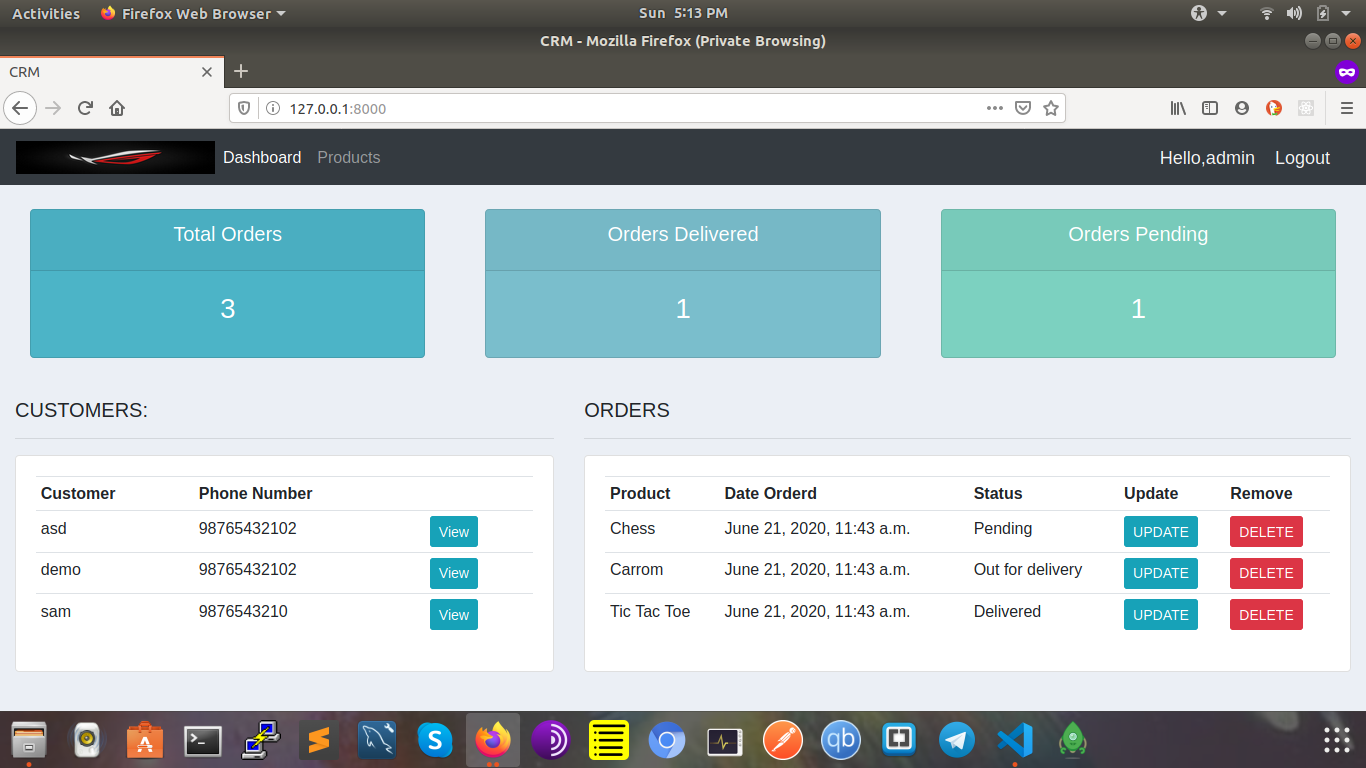 Activities Firefox Web Browser Sun 5:13 PM
CRM - Mozilla Firefox (Private Browsing)
CRM
127.0.0.1:8000
Dashboard Products Hello,admin Logout
Total Orders Orders Delivered Orders Pending
3 1 1
CUSTOMERS: ORDERS
Customer Phone Number Product Date Orderd Status Update Remove
asd 98765432102 View Chess June 21, 2020, 11:43 a.m. Pending UPDATE DELETE
demo 98765432102 View Carrom June 21, 2020, 11:43 a.m. Out for delivery UPDATE DELETE
sam 9876543210 View Tic Tac Toe June 21, 2020, 11:43 a.m. Delivered UPDATE DELETE
S qb